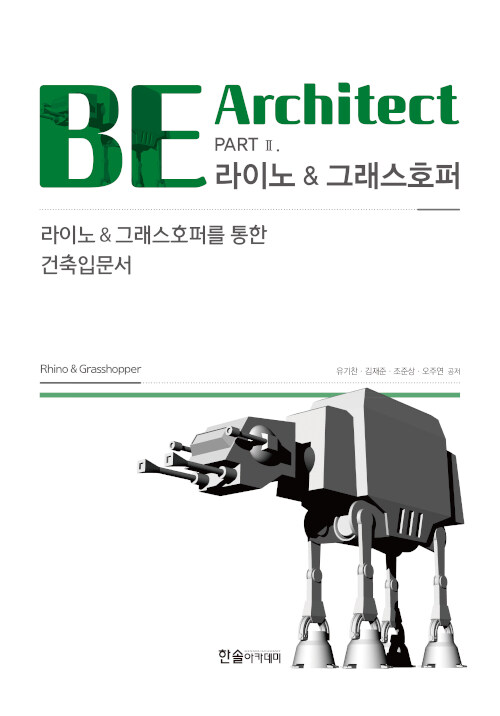 BE Architect
PART Ⅱ.
라이노 & 그래스호퍼
라이노 & 그래스호퍼를 통한
건축입문서
Rhino & Grasshopper
유기찬 · 김재준 · 조준상 · 오주연 공저
한솔아카데미